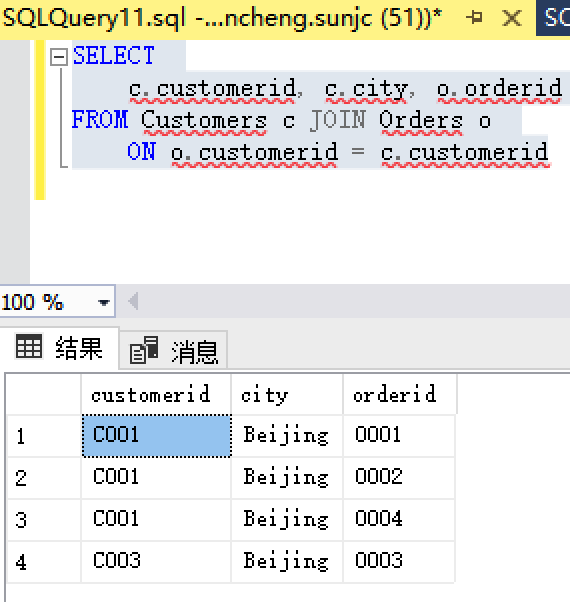 SQLQuery11.sql -...ncheng.sunjc (51))*
SQ
SELECT
c.customerid, c.city, o.orderid
FROM Customers c JOIN Orders o
ON o.customerid = c.customerid
100 %
结果 消息
customerid city orderid
1 C001 Beijing 0001
2 C001 Beijing 0002
3 C001 Beijing 0004
4 C003 Beijing 0003